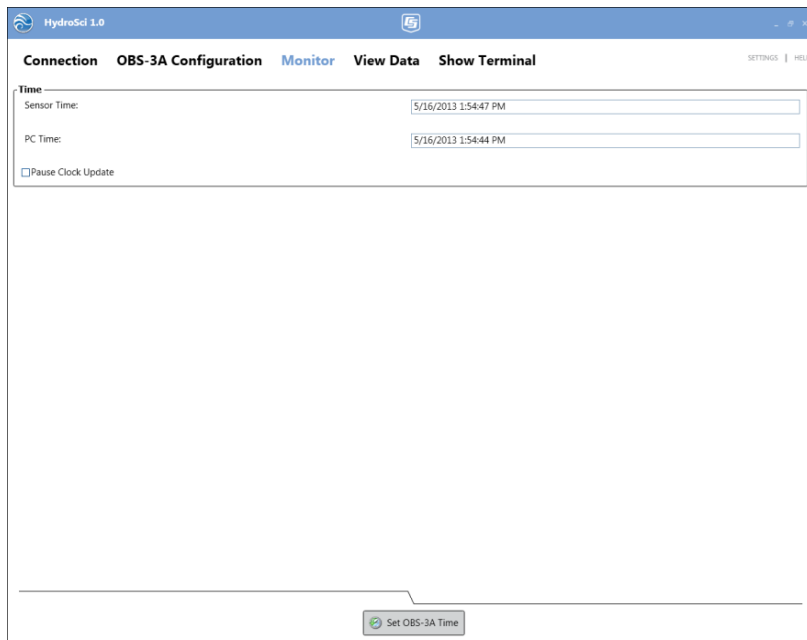 HydroSci 1.0
Connection OBS-3A Configuration Monitor View Data Show Terminal SETTINGS | HEL
Time
Sensor Time: 5/16/2013 1:54:47 PM
PC Time: 5/16/2013 1:54:44 PM
Pause Clock Update
Set OBS-3A Time